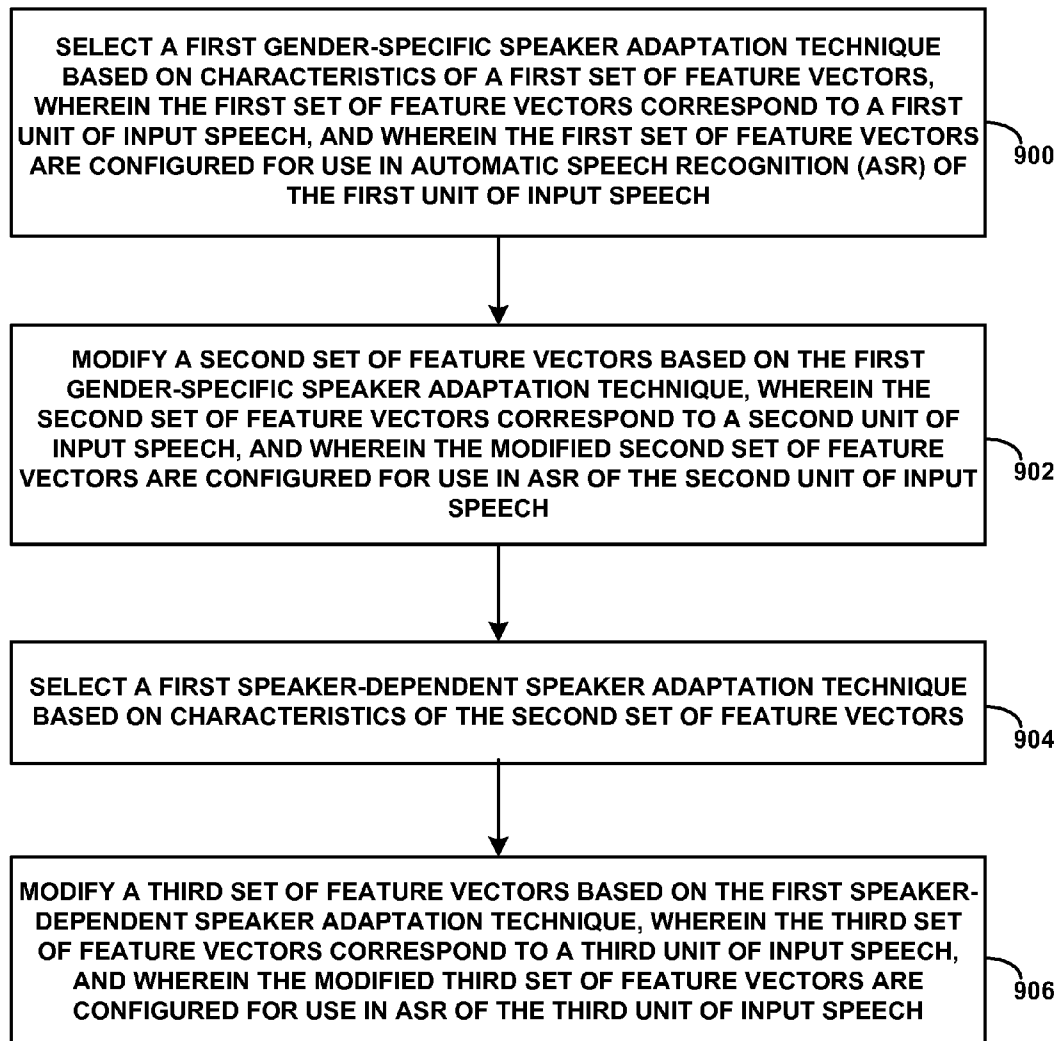 SELECT A FIRST GENDER-SPECIFIC SPEAKER ADAPTATION TECHNIQUE
BASED ON CHARACTERISTICS OF A FIRST SET OF FEATURE VECTORS,
WHEREIN THE FIRST SET OF FEATURE VECTORS CORRESPOND TO A FIRST
UNIT OF INPUT SPEECH, AND WHEREIN THE FIRST SET OF FEATURE VECTORS
ARE CONFIGURED FOR USE IN AUTOMATIC SPEECH RECOGNITION (ASR) OF
THE FIRST UNIT OF INPUT SPEECH
900
MODIFY A SECOND SET OF FEATURE VECTORS BASED ON THE FIRST
GENDER-SPECIFIC SPEAKER ADAPTATION TECHNIQUE, WHEREIN THE
SECOND SET OF FEATURE VECTORS CORRESPOND TO A SECOND UNIT OF
INPUT SPEECH, AND WHEREIN THE MODIFIED SECOND SET OF FEATURE
VECTORS ARE CONFIGURED FOR USE IN ASR OF THE SECOND UNIT OF INPUT
SPEECH
902
SELECT A FIRST SPEAKER-DEPENDENT SPEAKER ADAPTATION TECHNIQUE
BASED ON CHARACTERISTICS OF THE SECOND SET OF FEATURE VECTORS
904
MODIFY A THIRD SET OF FEATURE VECTORS BASED ON THE FIRST SPEAKER-
DEPENDENT SPEAKER ADAPTATION TECHNIQUE, WHEREIN THE THIRD SET
OF FEATURE VECTORS CORRESPOND TO A THIRD UNIT OF INPUT SPEECH,
AND WHEREIN THE MODIFIED THIRD SET OF FEATURE VECTORS ARE
CONFIGURED FOR USE IN ASR OF THE THIRD UNIT OF INPUT SPEECH
906